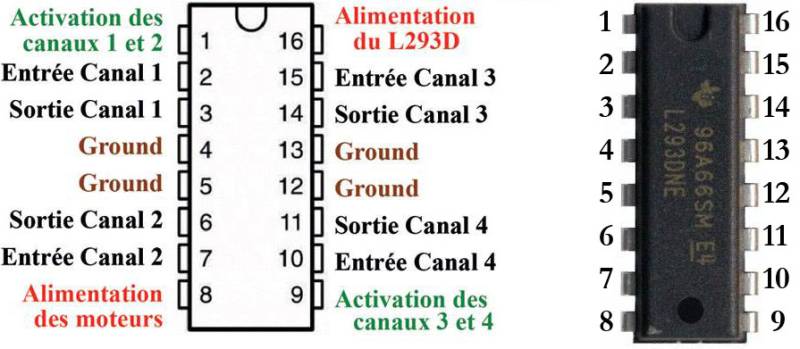 Activation des
canaux 1 et 2
Entrée Canal 1
Sortie Canal 1
Ground
Ground
Sortie Canal 2
Entrée Canal 2
Alimentation
des moteurs
1
2
3
4
5
6
7
8
16
15
14
13
12
11
10
9
Alimentation
du L293D
Entrée Canal 3
Sortie Canal 3
Ground
Ground
Sortie Canal 4
Entrée Canal 4
Activation des
canaux 3 et 4
1
2
3
4
5
6
7
8
96A66SM E4
L293DNE
16
15
14
13
12
11
10
9